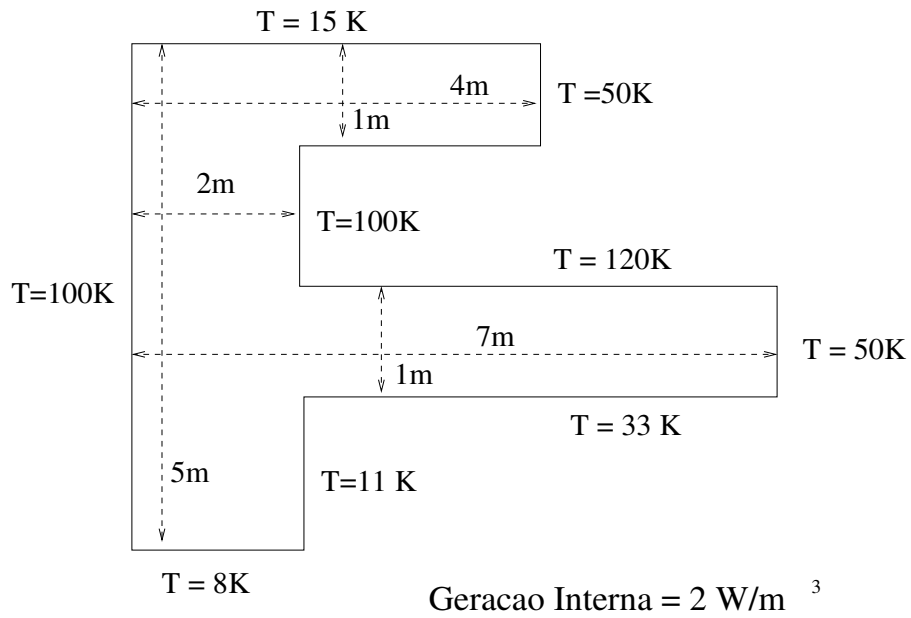 T = 15 K
4m
T =50K
1m
2m
T=100K
T = 120K
T=100K
7m
T = 50K
1m
T = 33 K
5m
T=11 K
T = 8K
Geracao Interna = 2 W/m 3